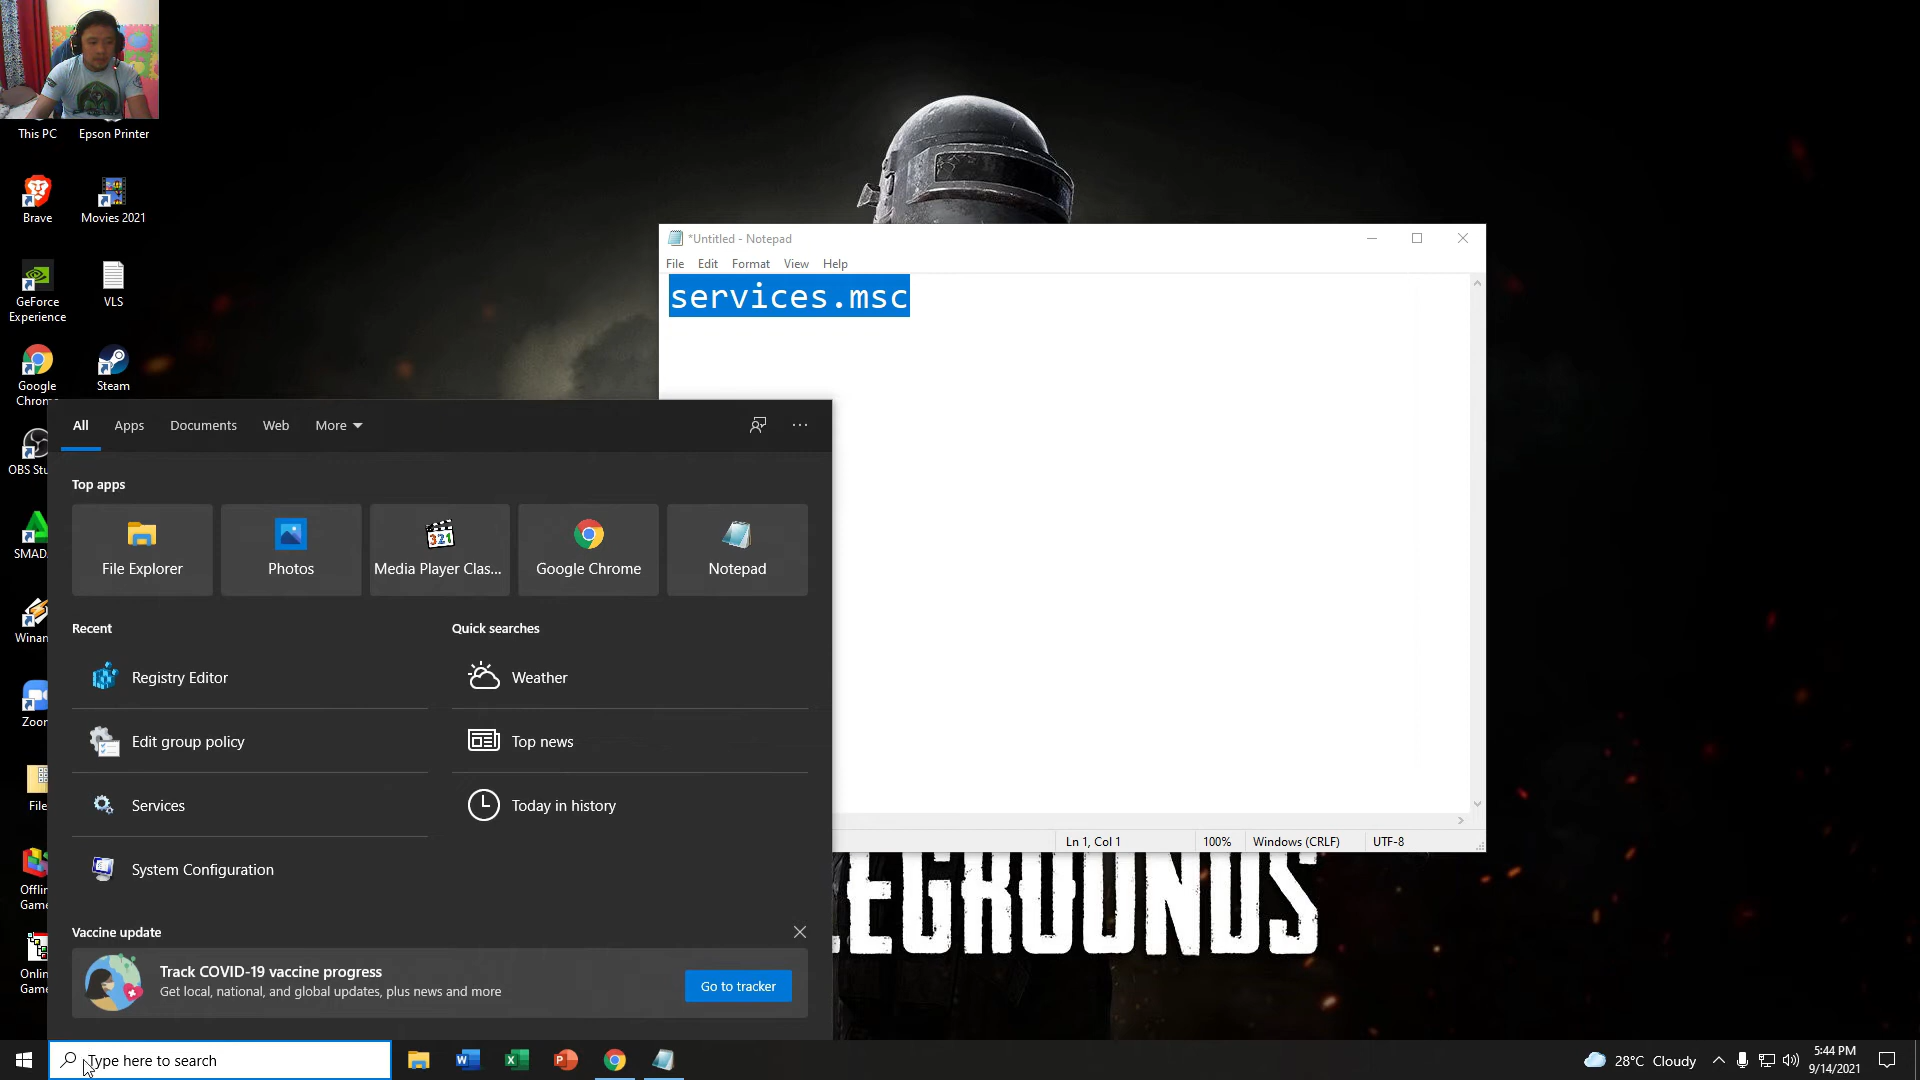 This PC
Epson Printer
Brave
Movies 2021
GeForce
Experience
VLS
Google
Chrom
Steam
OBS Stu
SMAD
Winan
Zoor
File
Offlin
Game
Onlin
Game
*Untitled - Notepad
File Edit Format View Help
services.msc
Ln 1, Col 1
100%
Windows (CRLF)
UTF-8
All Apps Documents Web More
Top apps
File Explorer
Photos
Media Player Clas...
Google Chrome
Notepad
Recent
Registry Editor
Edit group policy
Services
System Configuration
Quick searches
Weather
Top news
Today in history
Vaccine update
Track COVID-19 vaccine progress
Get local, national, and global updates, plus news and more
Go to tracker
LEGROUNDS
Type here to search
28°C Cloudy
5:44 PM
9/14/2021